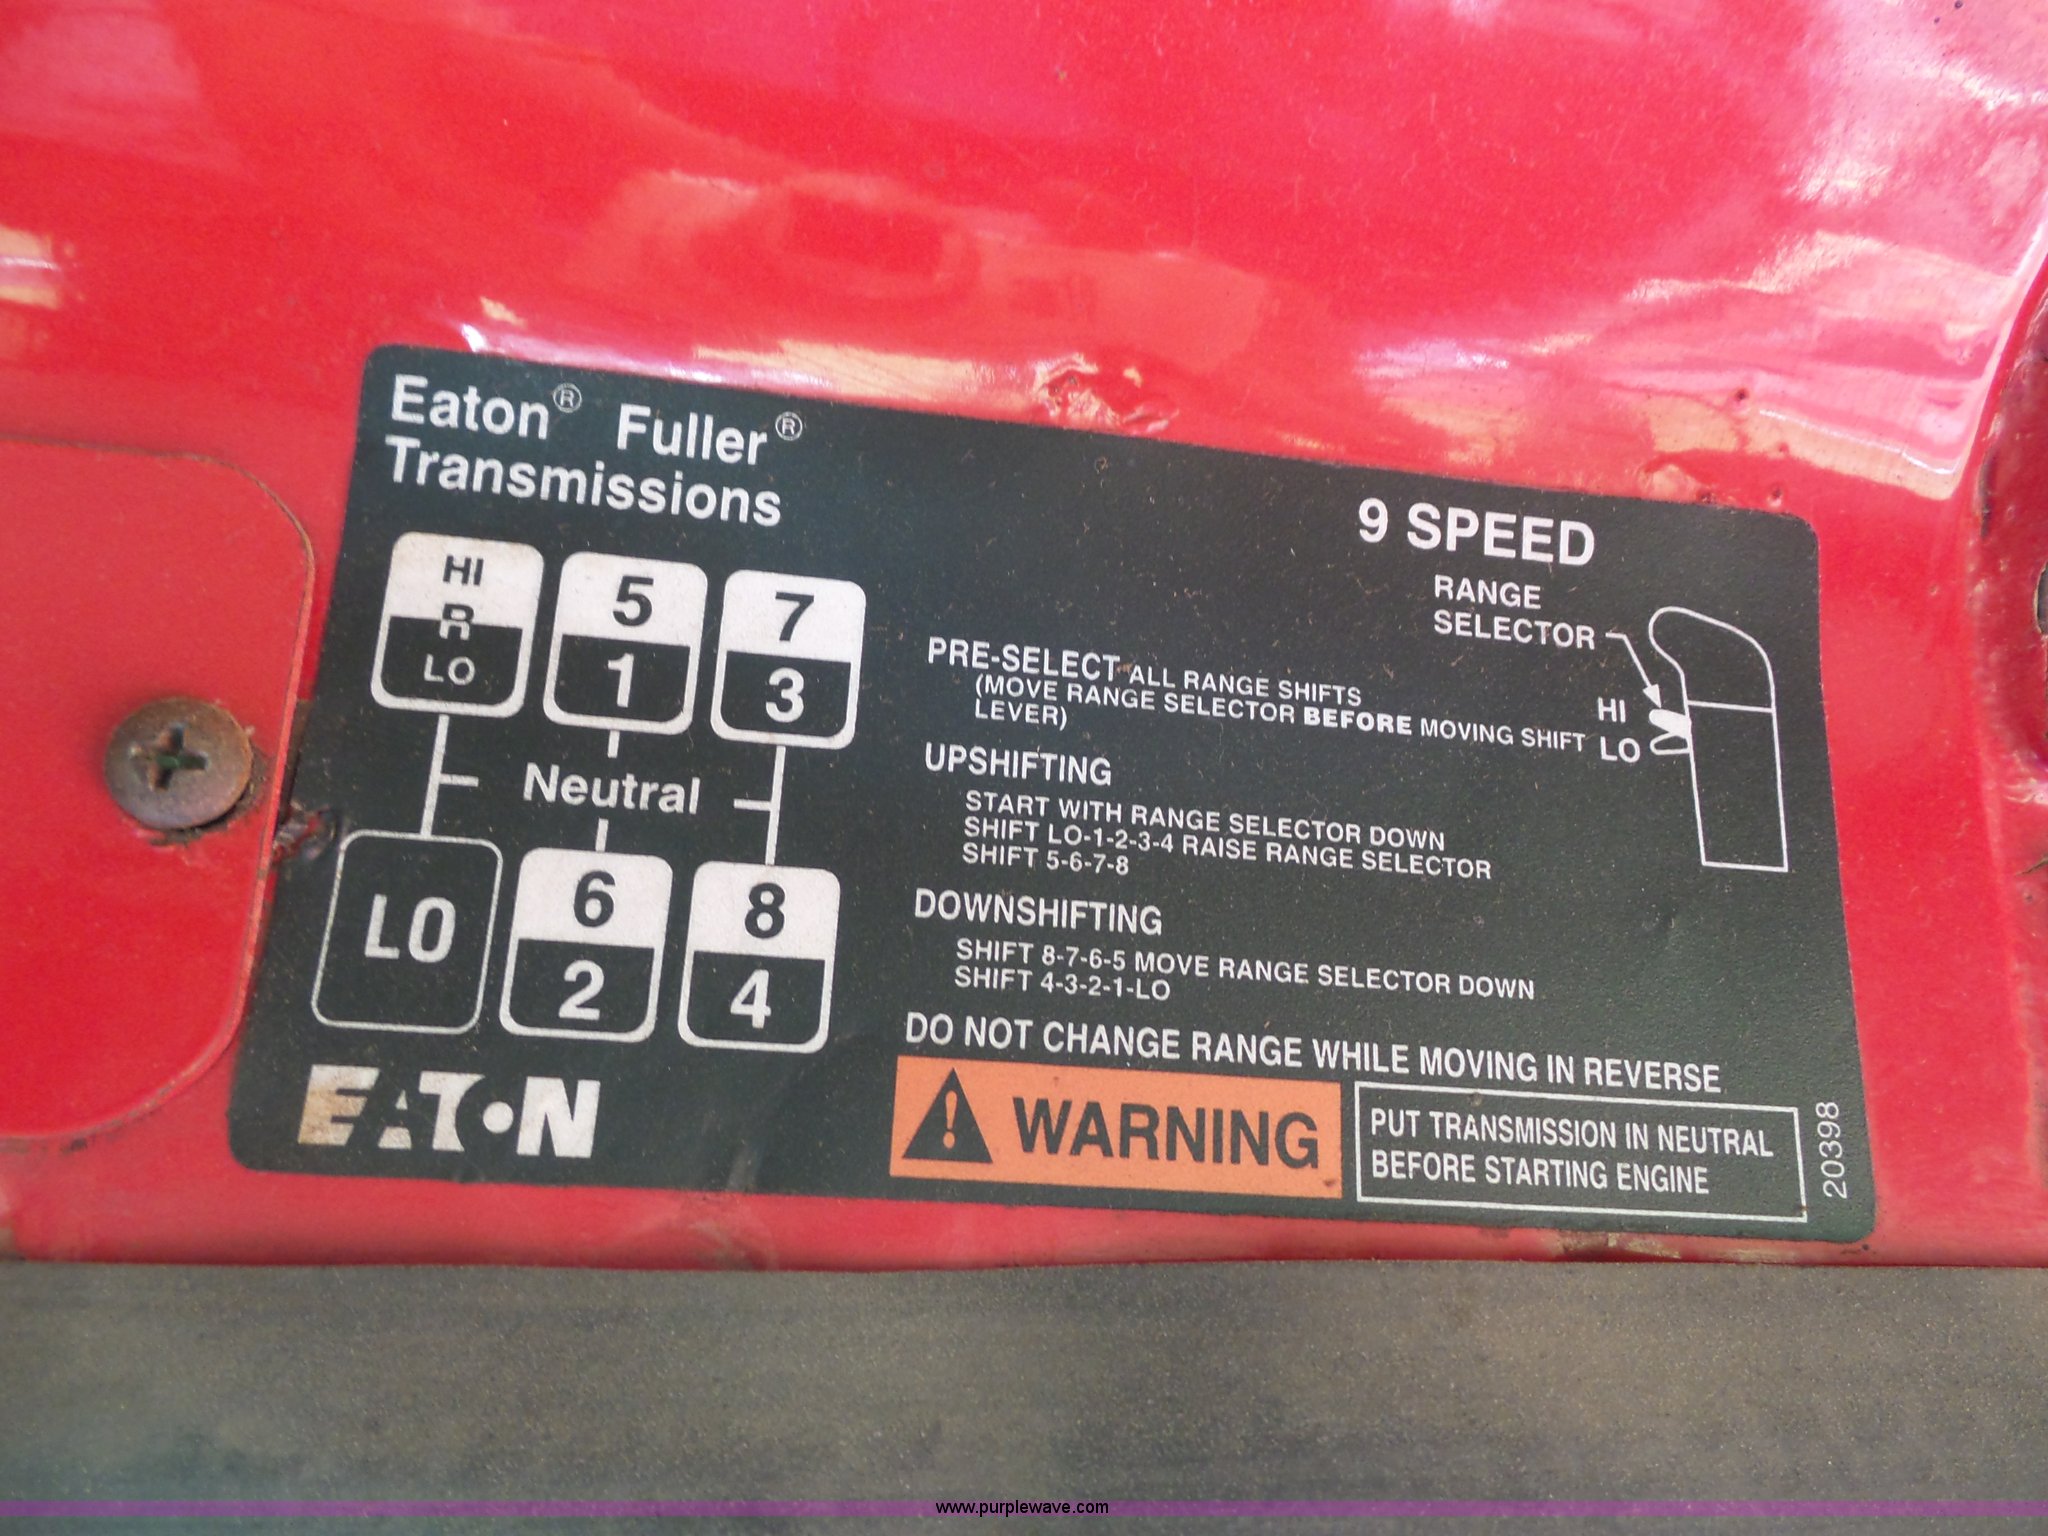 Eaton® Fuller®
Transmissions
9 SPEED
HI
R
LO
5
1
7
3
Neutral
LO
6
2
8
4
EATON
RANGE
SELECTOR
HI
LO
PRE-SELECT ALL RANGE SHIFTS
(MOVE RANGE SELECTOR BEFORE MOVING SHIFT
LEVER)
UPSHIFTING
START WITH RANGE SELECTOR DOWN
SHIFT LO-1-2-3-4 RAISE RANGE SELECTOR
SHIFT 5-6-7-8
DOWNSHIFTING
SHIFT 8-7-6-5 MOVE RANGE SELECTOR DOWN
SHIFT 4-3-2-1-LO
DO NOT CHANGE RANGE WHILE MOVING IN REVERSE
WARNING
PUT TRANSMISSION IN NEUTRAL
BEFORE STARTING ENGINE
20398
www.purplewave.com